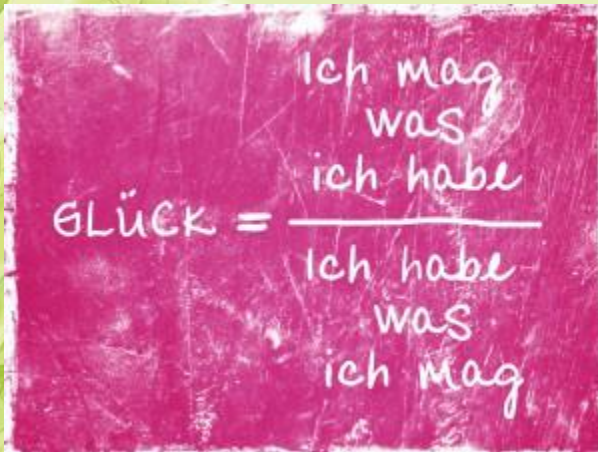 Ich mag
was
ich habe
GLÜCK =
Ich habe
was
ich mag